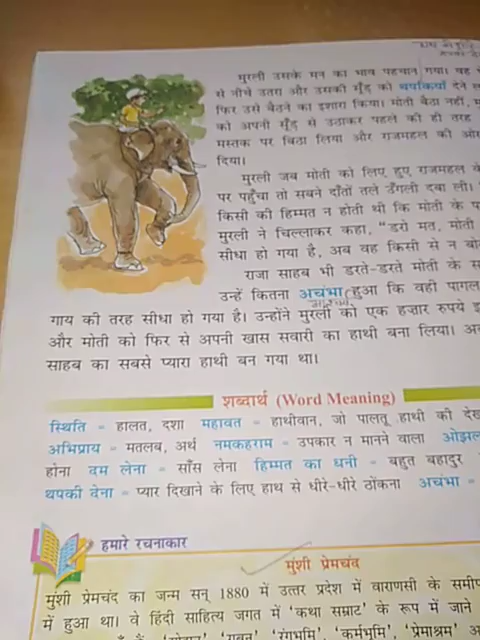 मुरली उसके मन का भाव पहचान गया। वह
से नीचे उतरा और उसकी सूँड को थपकियाँ देने
फिर उसे बैठने का इशारा किया। मोती बैठा नहीं,
को अपनी सूँड से उठाकर पहले की ही तरह
मस्तक पर बिठा लिया और राजमहल की ओर
दिया।
मुरली जब मोती को लिए हुए राजमहल के
पर पहुँचा तो सबने दाँतों तले उँगली दबा ली।
किसी की हिम्मत न होती थी कि मोती के
मुरली ने चिल्लाकर कहा, "डरो मत, मोती
सीधा हो गया है, अब वह किसी से न
राजा साहब भी डरते-डरते मोती के
उन्हें कितना अचंभा हुआ कि वही पागल
गाय की तरह सीधा हो गया है। उन्होंने मुरली को एक हज़ार रुपये
और मोती को फिर से अपनी खास सवारी का हाथी बना लिया।
साहब का सबसे प्यारा हाथी बन गया था।
शब्दार्थ (Word Meaning)
स्थिति = हालत, दशा महावत = हाथीवान, जो पालतू हाथी को
अभिप्राय = मतलब, अर्थ नमकहराम = उपकार न मानने वाला
होना दम लेना = साँस लेना हिम्मत का धनी = बहुत बहादुर
थपकी देना = प्यार दिखाने के लिए हाथ से धीरे-धीरे ठोंकना अचंभा =
हमारे रचनाकार
मुंशी प्रेमचंद
मुंशी प्रेमचंद का जन्म सन् 1880 में उत्तर प्रदेश में वाराणसी के समीप
में हुआ था। वे हिंदी साहित्य जगत में 'कथा सम्राट' के रूप में जाने
'गबन', 'रंगभूमि', 'कर्मभूमि', 'प्रेमाश्रम'